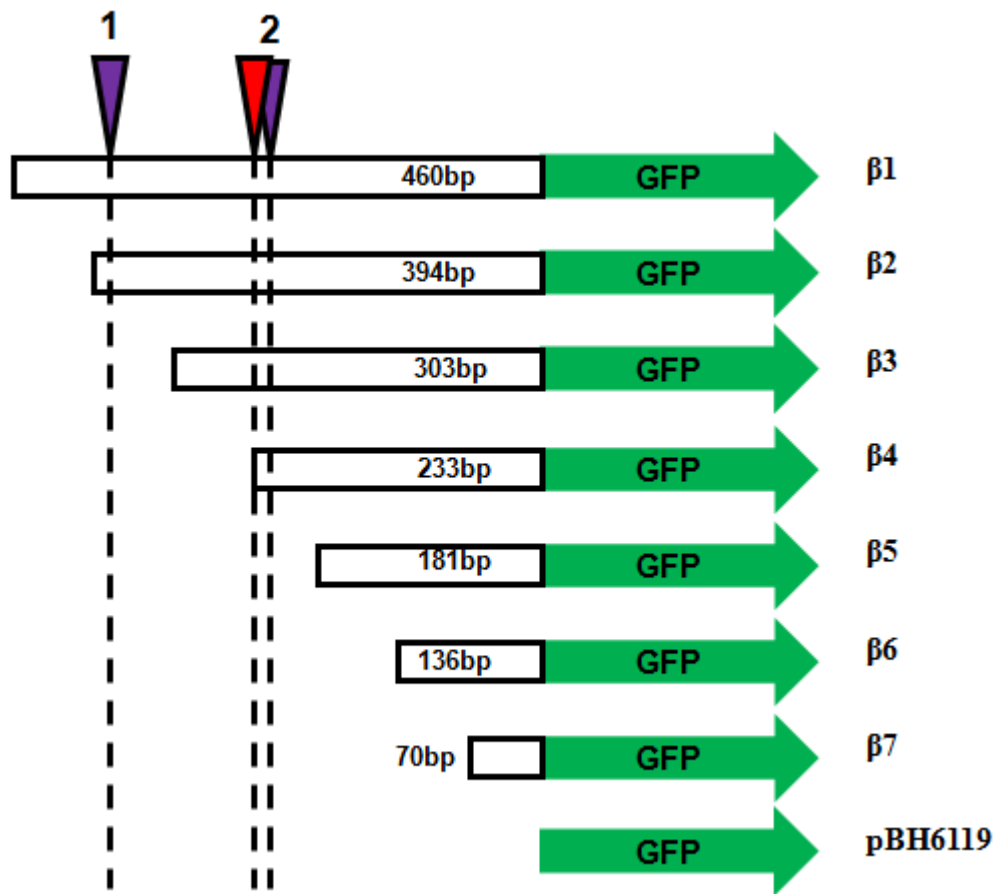 1 2
460bp GFP β1
394bp GFP β2
303bp GFP β3
233bp GFP β4
181bp GFP β5
136bp GFP β6
70bp GFP β7
GFP pBH6119